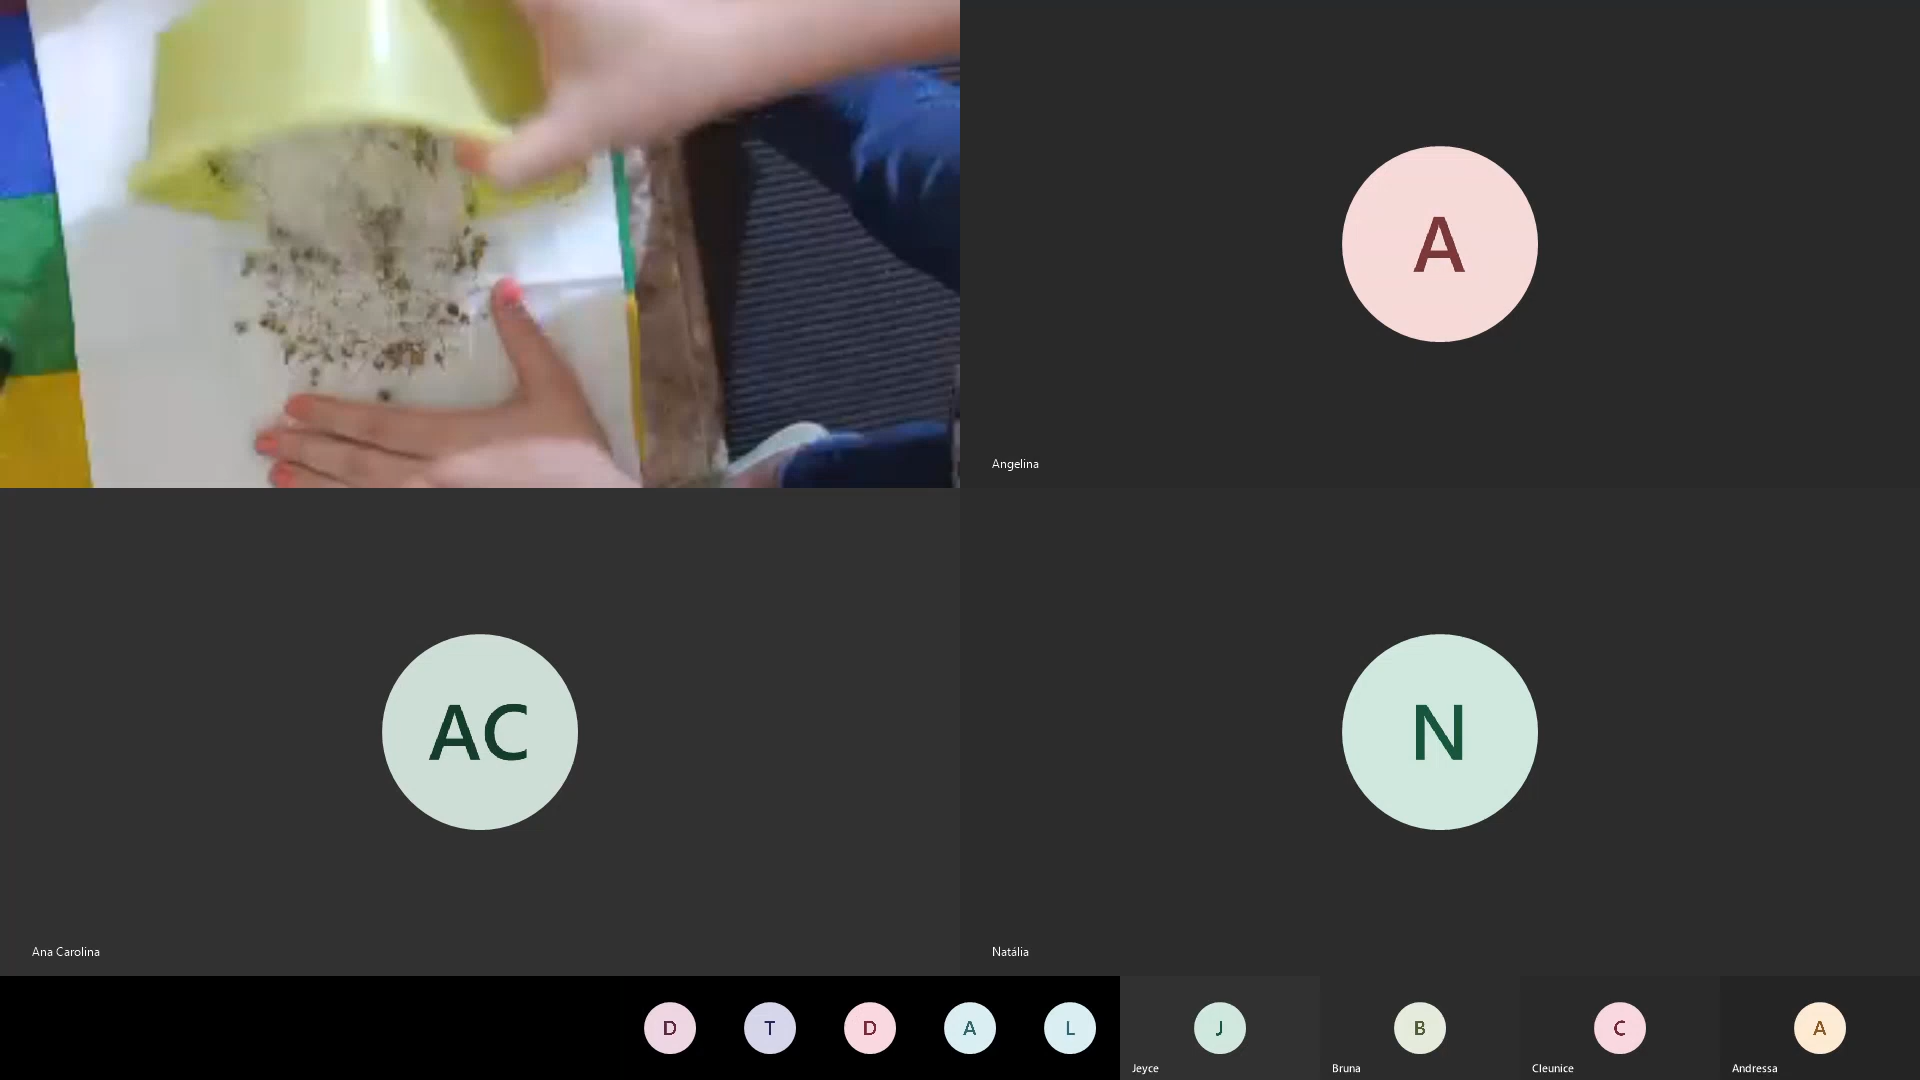 A
Angelina
AC
Ana Carolina
N
Natália
D
T
D
A
L
J
Jeyce
B
Bruna
C
Cleunice
A
Andressa